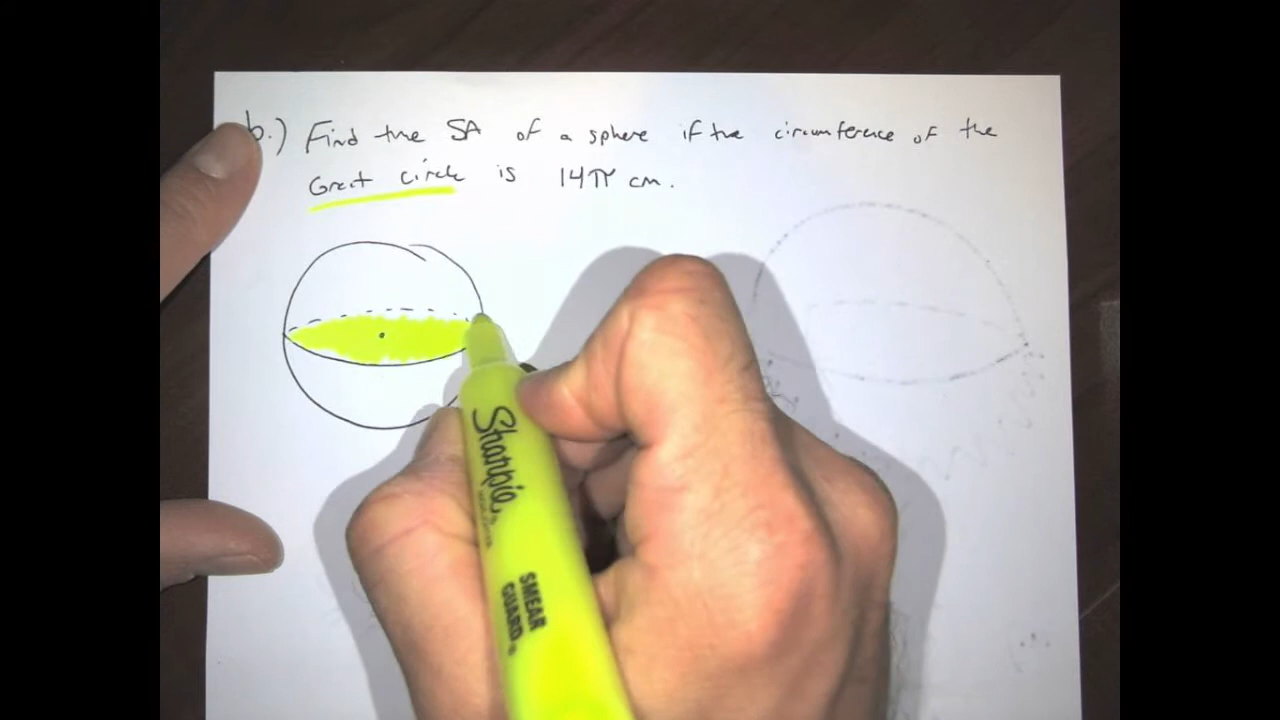 b.) Find the SA of a sphere if the circumference of the
Great circle is 14π cm.
Sharpie
SMEAR
GUARD